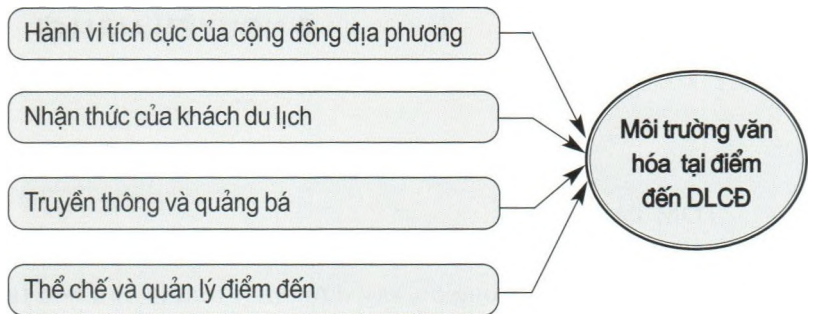 Hành vi tích cực của cộng đồng địa phương
Nhận thức của khách du lịch
Truyền thông và quảng bá
Thể chế và quản lý điểm đến
Môi trường văn
hóa tại điểm
đến DLCĐ